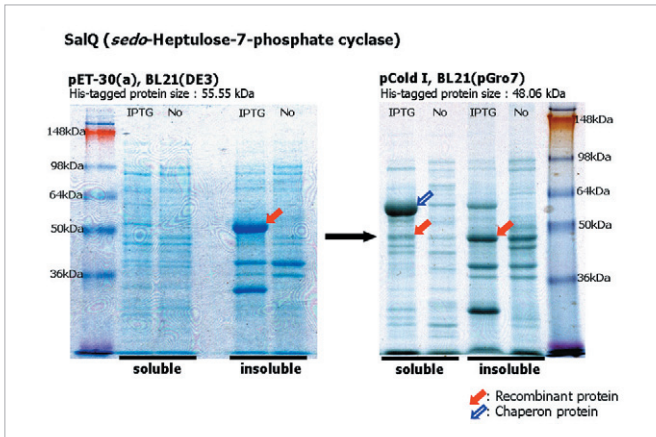 SalQ (sedo-Heptulose-7-phosphate cyclase)
pET-30(a), BL21(DE3)
His-tagged protein size : 55.55 kDa
IPTG No IPTG No
148kDa
98kDa
64kDa
50kDa
36kDa
soluble insoluble
pCold I, BL21(pGro7)
His-tagged protein size : 48.06 kDa
IPTG No IPTG No
148kDa
98kDa
64kDa
50kDa
36kDa
soluble insoluble
: Recombinant protein
: Chaperon protein